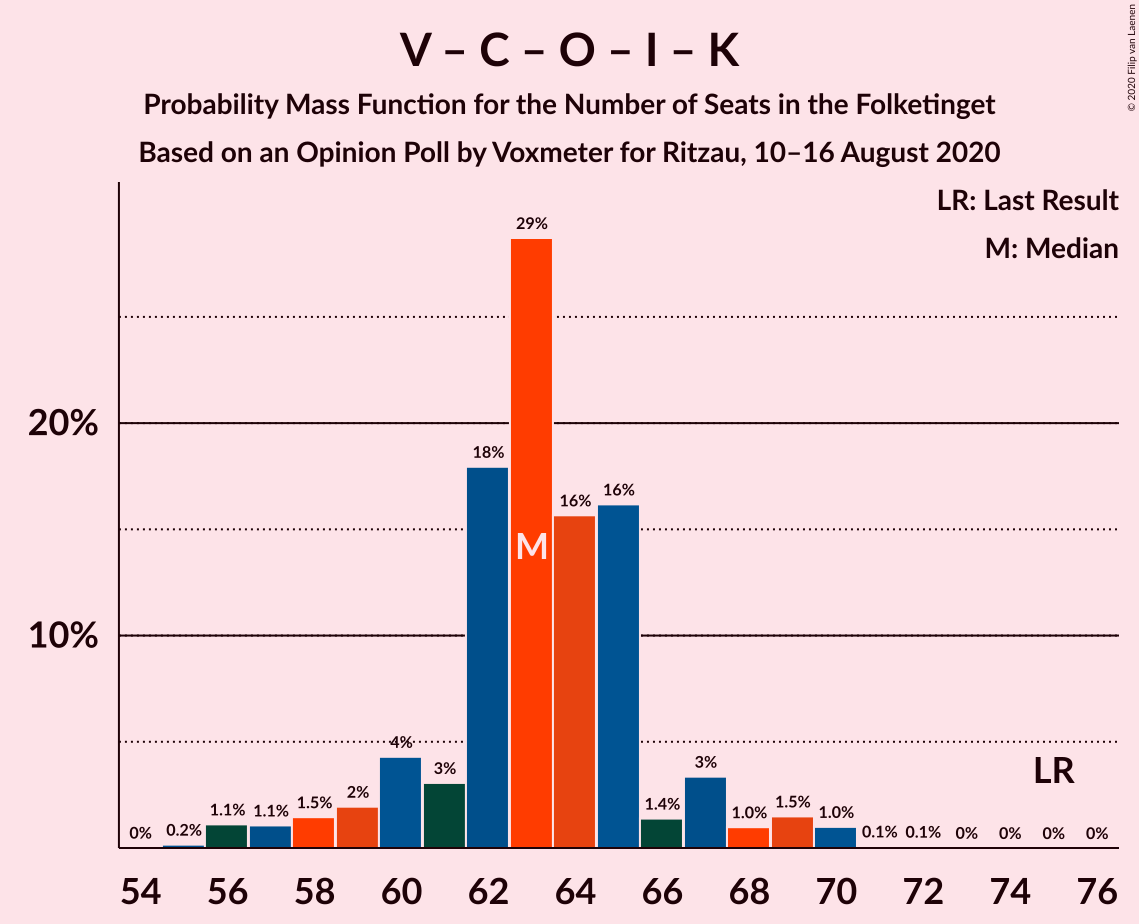 V – C – O – I – K
Probability Mass Function for the Number of Seats in the Folketinget
Based on an Opinion Poll by Voxmeter for Ritzau, 10–16 August 2020
© 2020 Filip van Laenen
LR: Last Result
M: Median
29%
20%
18%
16% 16%
M
10%
4%
3%
3%
LR
0% 0.2% 1.1% 1.1% 1.5% 2% 1.4% 1.0% 1.5% 1.0% 0.1% 0.1% 0% 0% 0% 0%
54 56 58 60 62 64 66 68 70 72 74 76